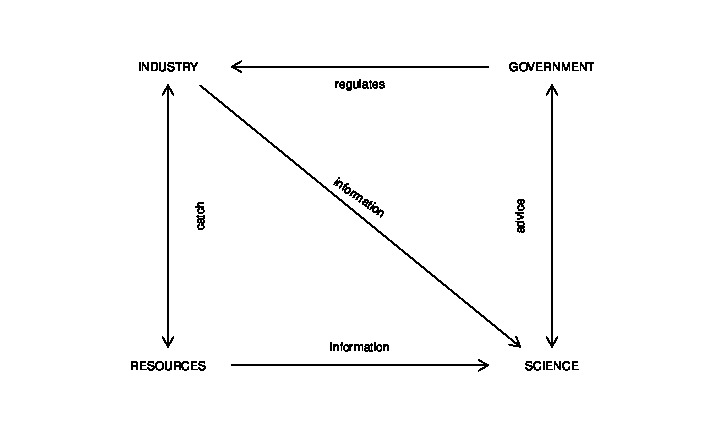 INDUSTRY
GOVERNMENT
regulates
information
catch
advice
Information
RESOURCES
SCIENCE